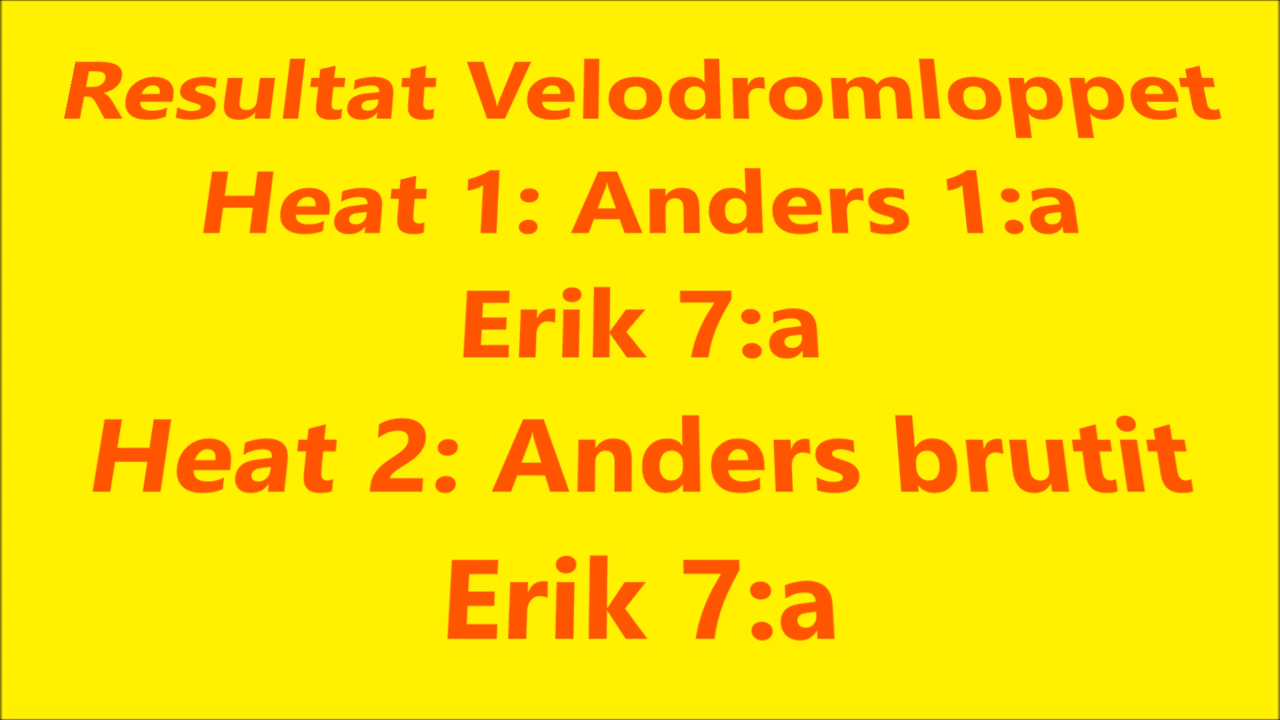 Resultat Velodromloppet
Heat 1: Anders 1:a
Erik 7:a
Heat 2: Anders brutit
Erik 7:a